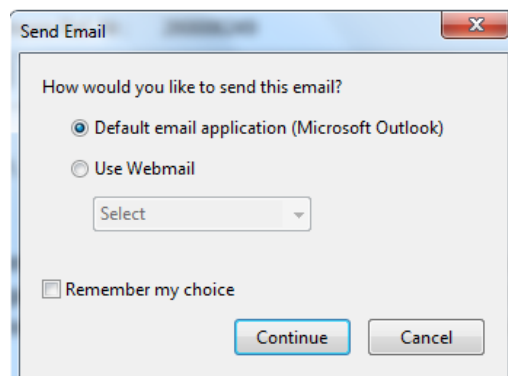 Send Email
How would you like to send this email?
Default email application (Microsoft Outlook)
Use Webmail
Select
Remember my choice
Continue
Cancel